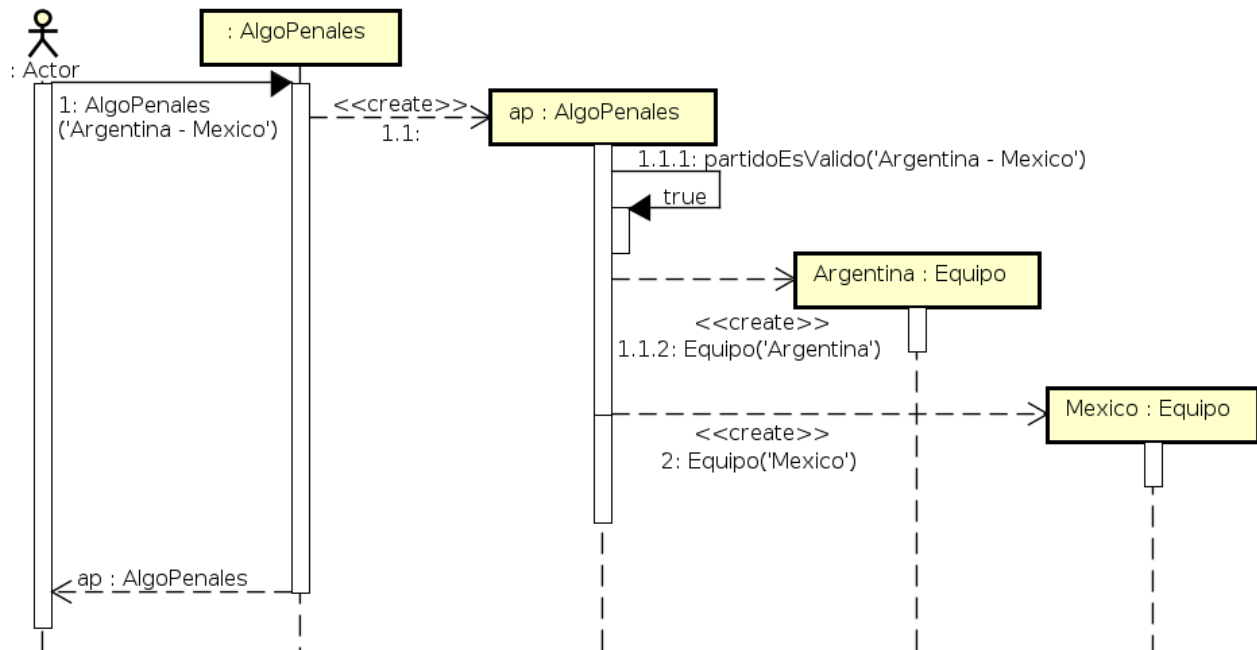 : Actor
: AlgoPenales
1: AlgoPenales
('Argentina - Mexico')
<<create>>
1.1:
ap : AlgoPenales
1.1.1: partidoEsValido('Argentina - Mexico')
true
Argentina : Equipo
<<create>>
1.1.2: Equipo('Argentina')
Mexico : Equipo
<<create>>
2: Equipo('Mexico')
ap : AlgoPenales